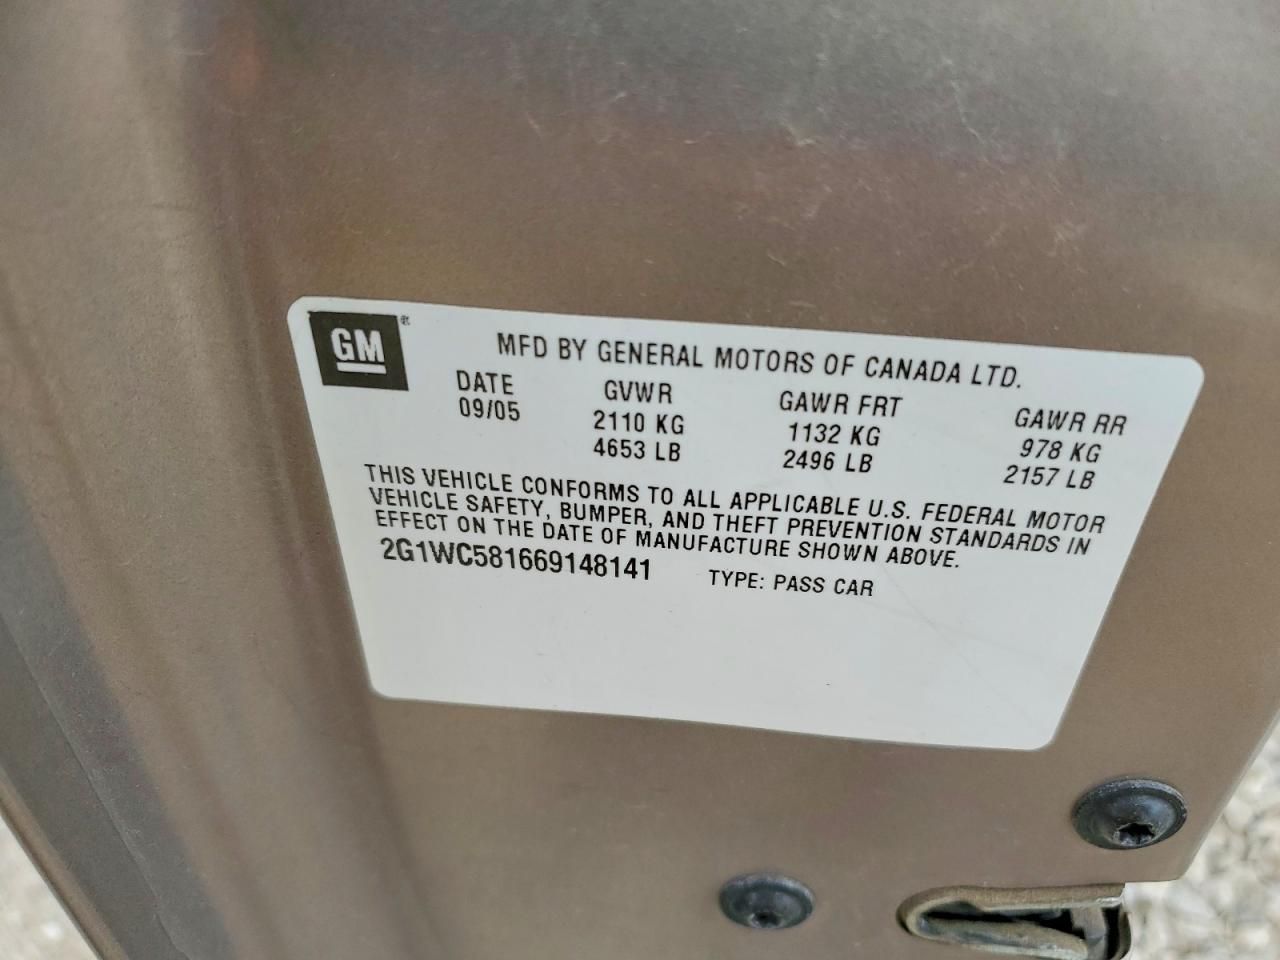 GM®
MFD BY GENERAL MOTORS OF CANADA LTD.
DATE GVWR GAWR FRT GAWR RR
09/05 2110 KG 1132 KG 978 KG
4653 LB 2496 LB 2157 LB
THIS VEHICLE CONFORMS TO ALL APPLICABLE U.S. FEDERAL MOTOR
VEHICLE SAFETY, BUMPER, AND THEFT PREVENTION STANDARDS IN
EFFECT ON THE DATE OF MANUFACTURE SHOWN ABOVE.
2G1WC581669148141 TYPE: PASS CAR